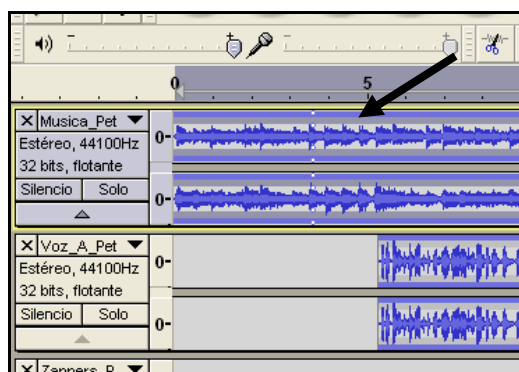 0 5
Musica_Pet
Estéreo, 44100Hz
32 bits, flotante
Silencio Solo
0-
0-
Voz_A_Pet
Estéreo, 44100Hz
32 bits, flotante
Silencio Solo
0-
0-